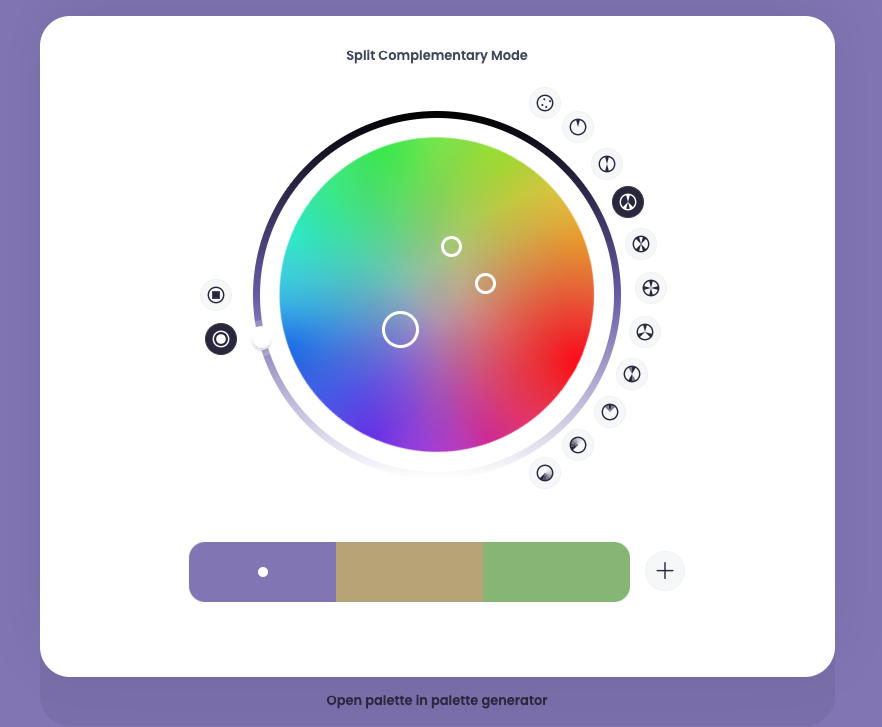 Split Complementary Mode
Open palette in palette generator